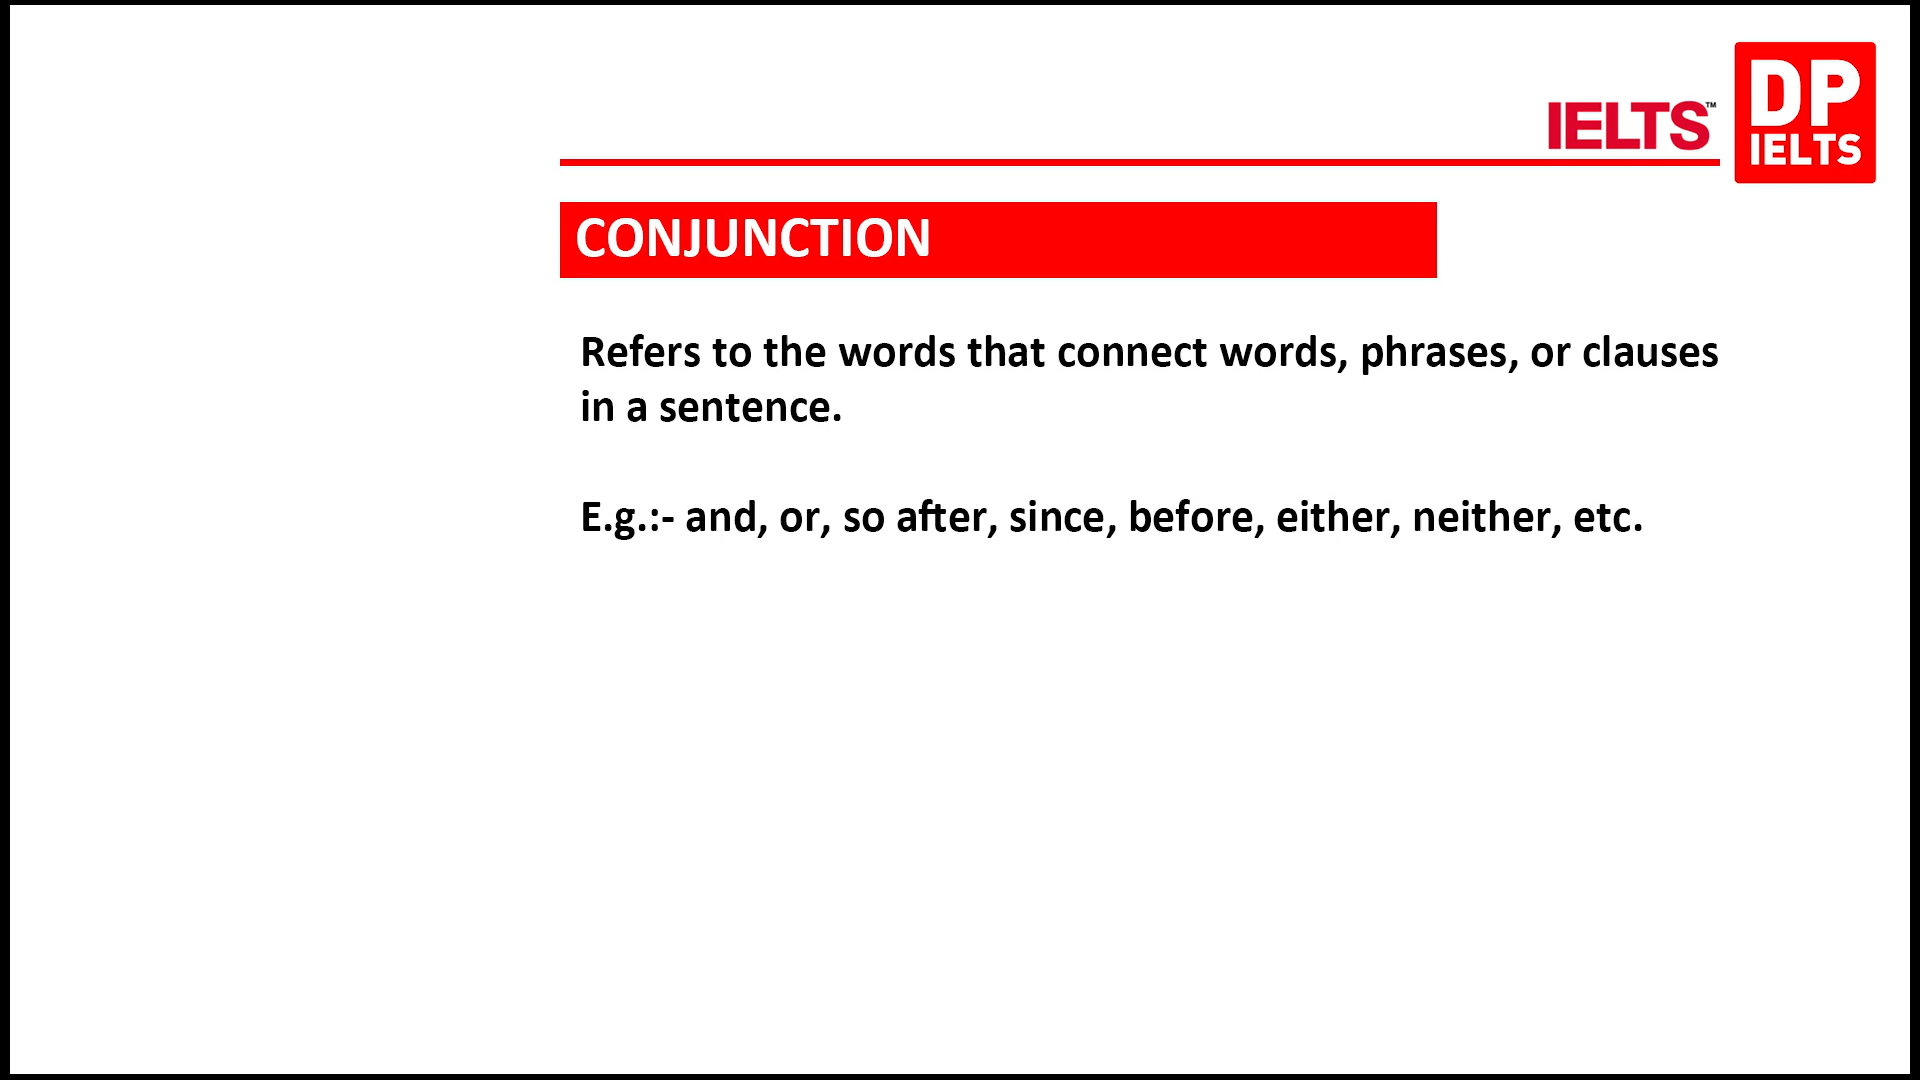 IELTS™
DP
IELTS
CONJUNCTION
Refers to the words that connect words, phrases, or clauses
in a sentence.
E.g.:- and, or, so after, since, before, either, neither, etc.